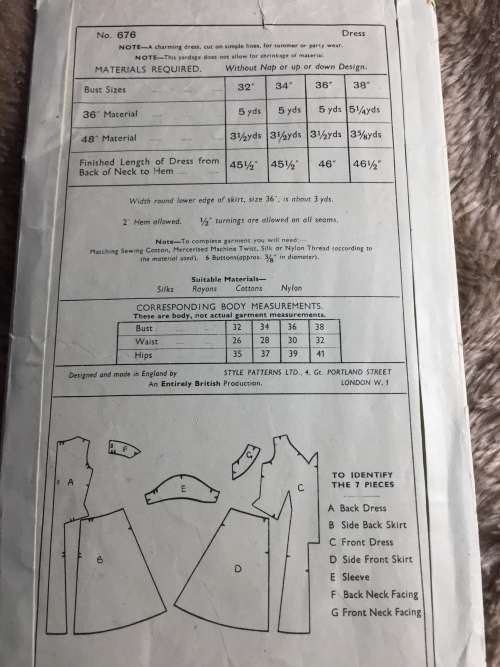 No. 676 Dress
NOTE—A charming dress, cut on simple lines, for summer or party wear.
NOTE—This yardage does not allow for shrinkage of material.
MATERIALS REQUIRED. Without Nap or up or down Design.
Bust Sizes 32" 34" 36" 38"
36" Material 5 yds 5 yds 5 yds 5¼yds
48" Material 3½yds 3½yds 3½yds 3⅝yds
Finished Length of Dress from
Back of Neck to Hem 45½" 45½" 46" 46½"
Width round lower edge of skirt, size 36", is about 3 yds.
2" Hem allowed. ½" turnings are allowed on all seams.
Note—To complete garment you will need:—
Matching Sewing Cotton, Mercerised Machine Twist, Silk or Nylon Thread (according to
the material used). 6 Buttons(approx. ⅜" in diameter).
Suitable Materials—
Silks Rayons Cottons Nylon
CORRESPONDING BODY MEASUREMENTS.
These are body, not actual garment measurements.
Bust 32 34 36 38
Waist 26 28 30 32
Hips 35 37 39 41
Designed and made in England by STYLE PATTERNS LTD., 4, Gt. PORTLAND STREET
An Entirely British Production. LONDON W.1
A
F
E
G
C
B
D
TO IDENTIFY
THE 7 PIECES
A Back Dress
B Side Back Skirt
C Front Dress
D Side Front Skirt
E Sleeve
F Back Neck Facing
G Front Neck Facing